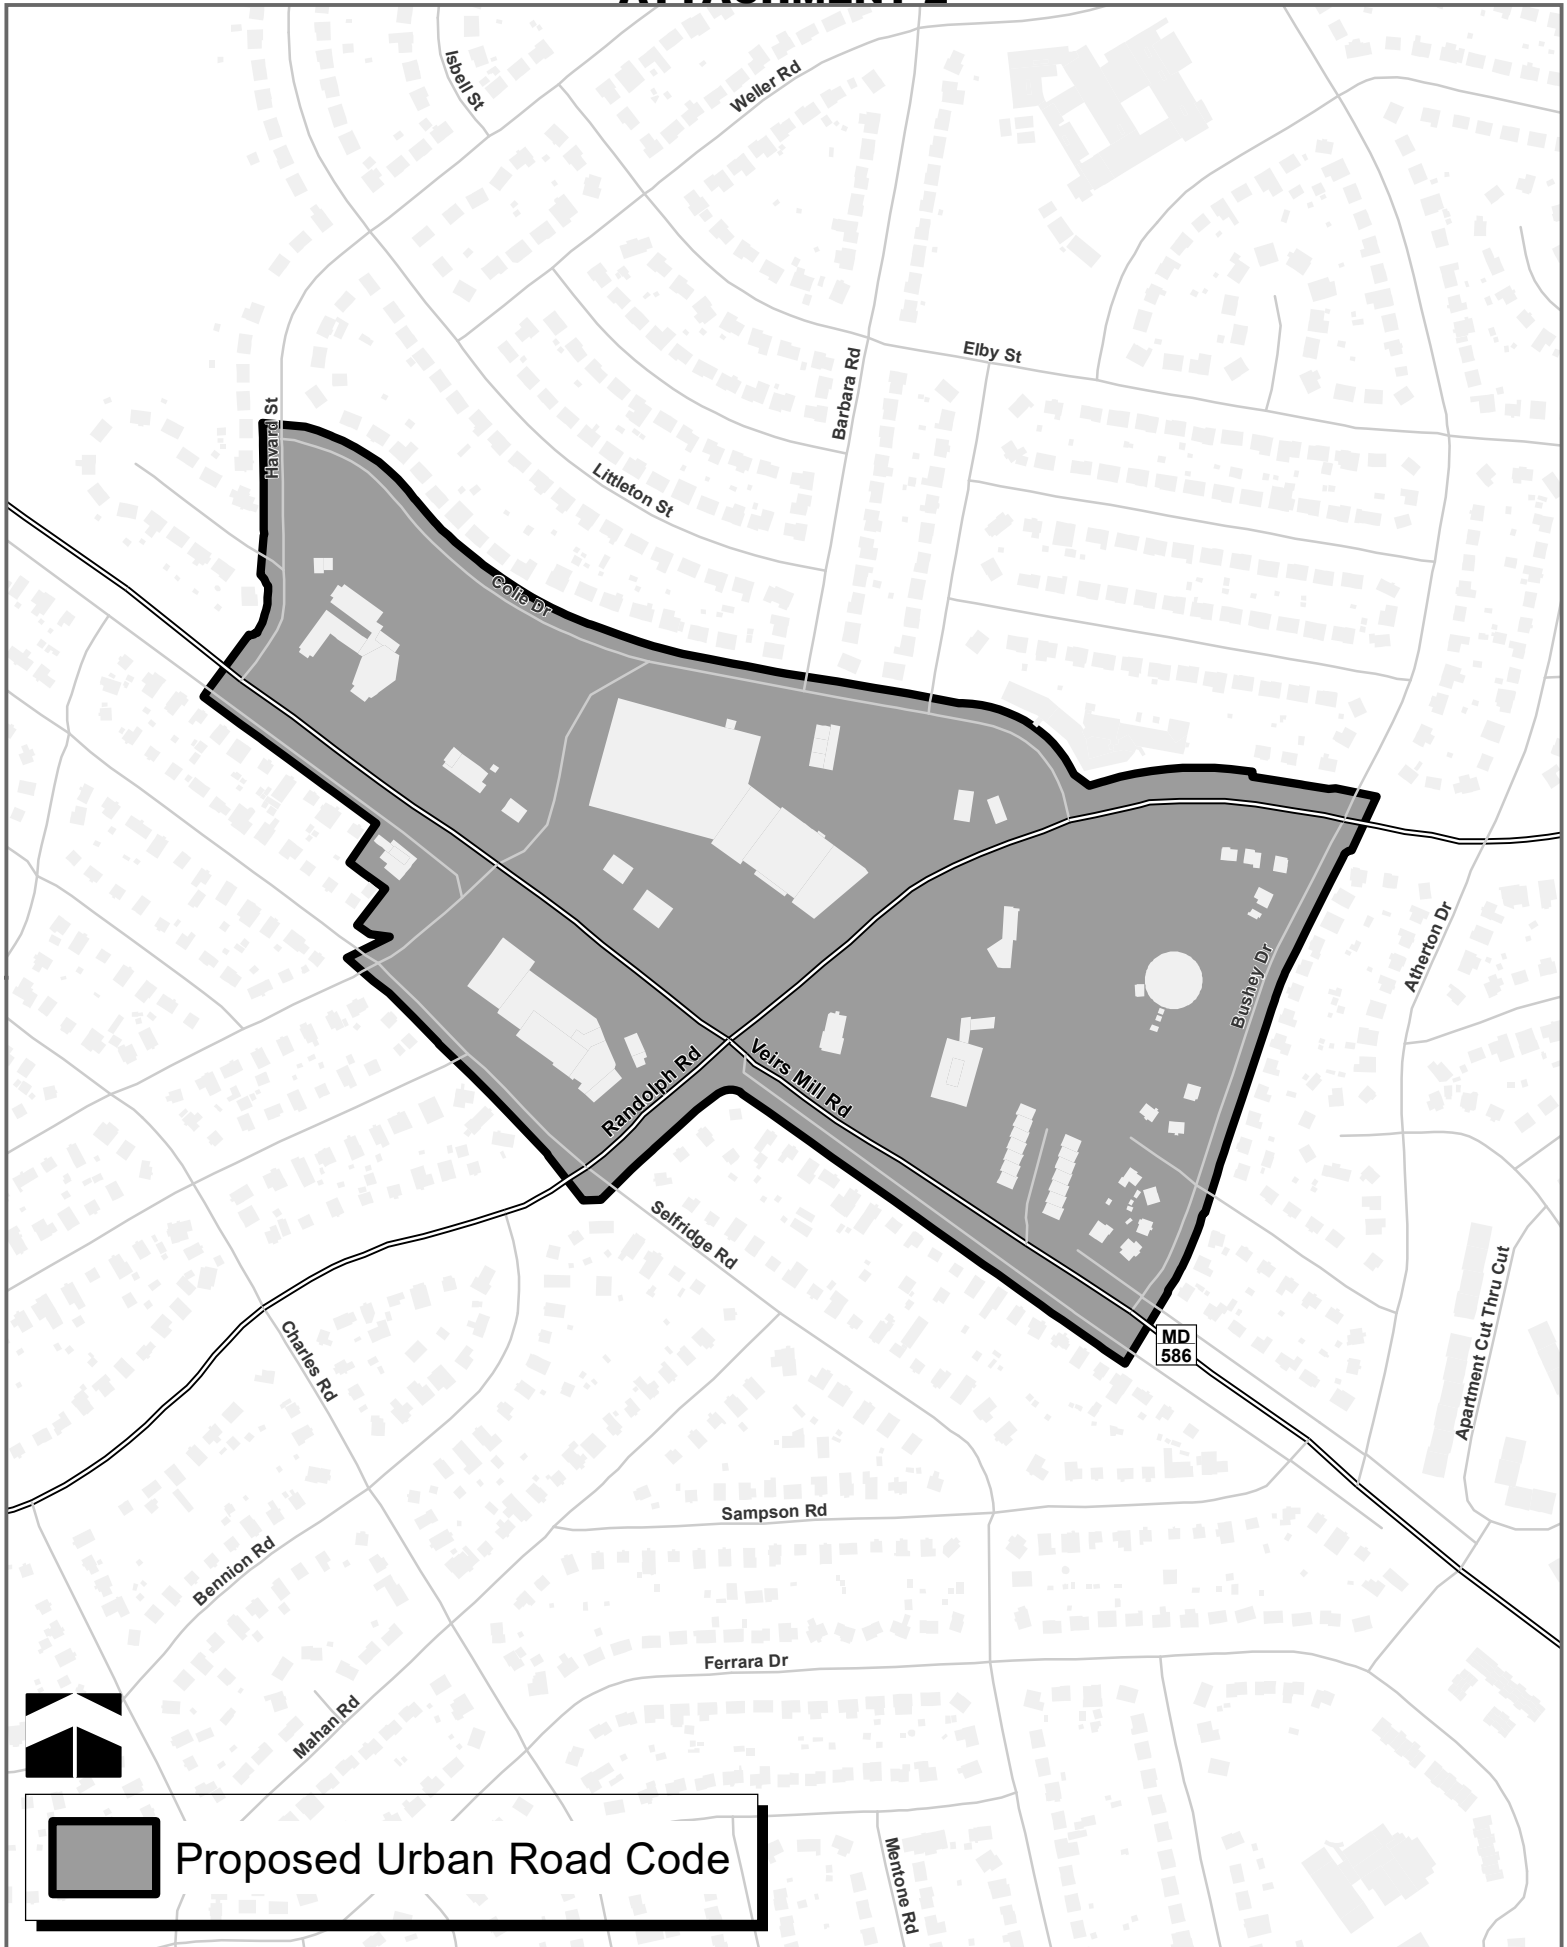 ATTACHMENT 2
Isbell St
Weller Rd
Elby St
Barbara Rd
Havard St
Littleton St
Colie Dr
Atherton Dr
Bushey Dr
Veirs Mill Rd
Randolph Rd
Selfridge Rd
Apartment Cut Thru Cut
Charles Rd
MD
586
Sampson Rd
Bennion Rd
Ferrara Dr
Mahan Rd
Proposed Urban Road Code
Mentone Rd